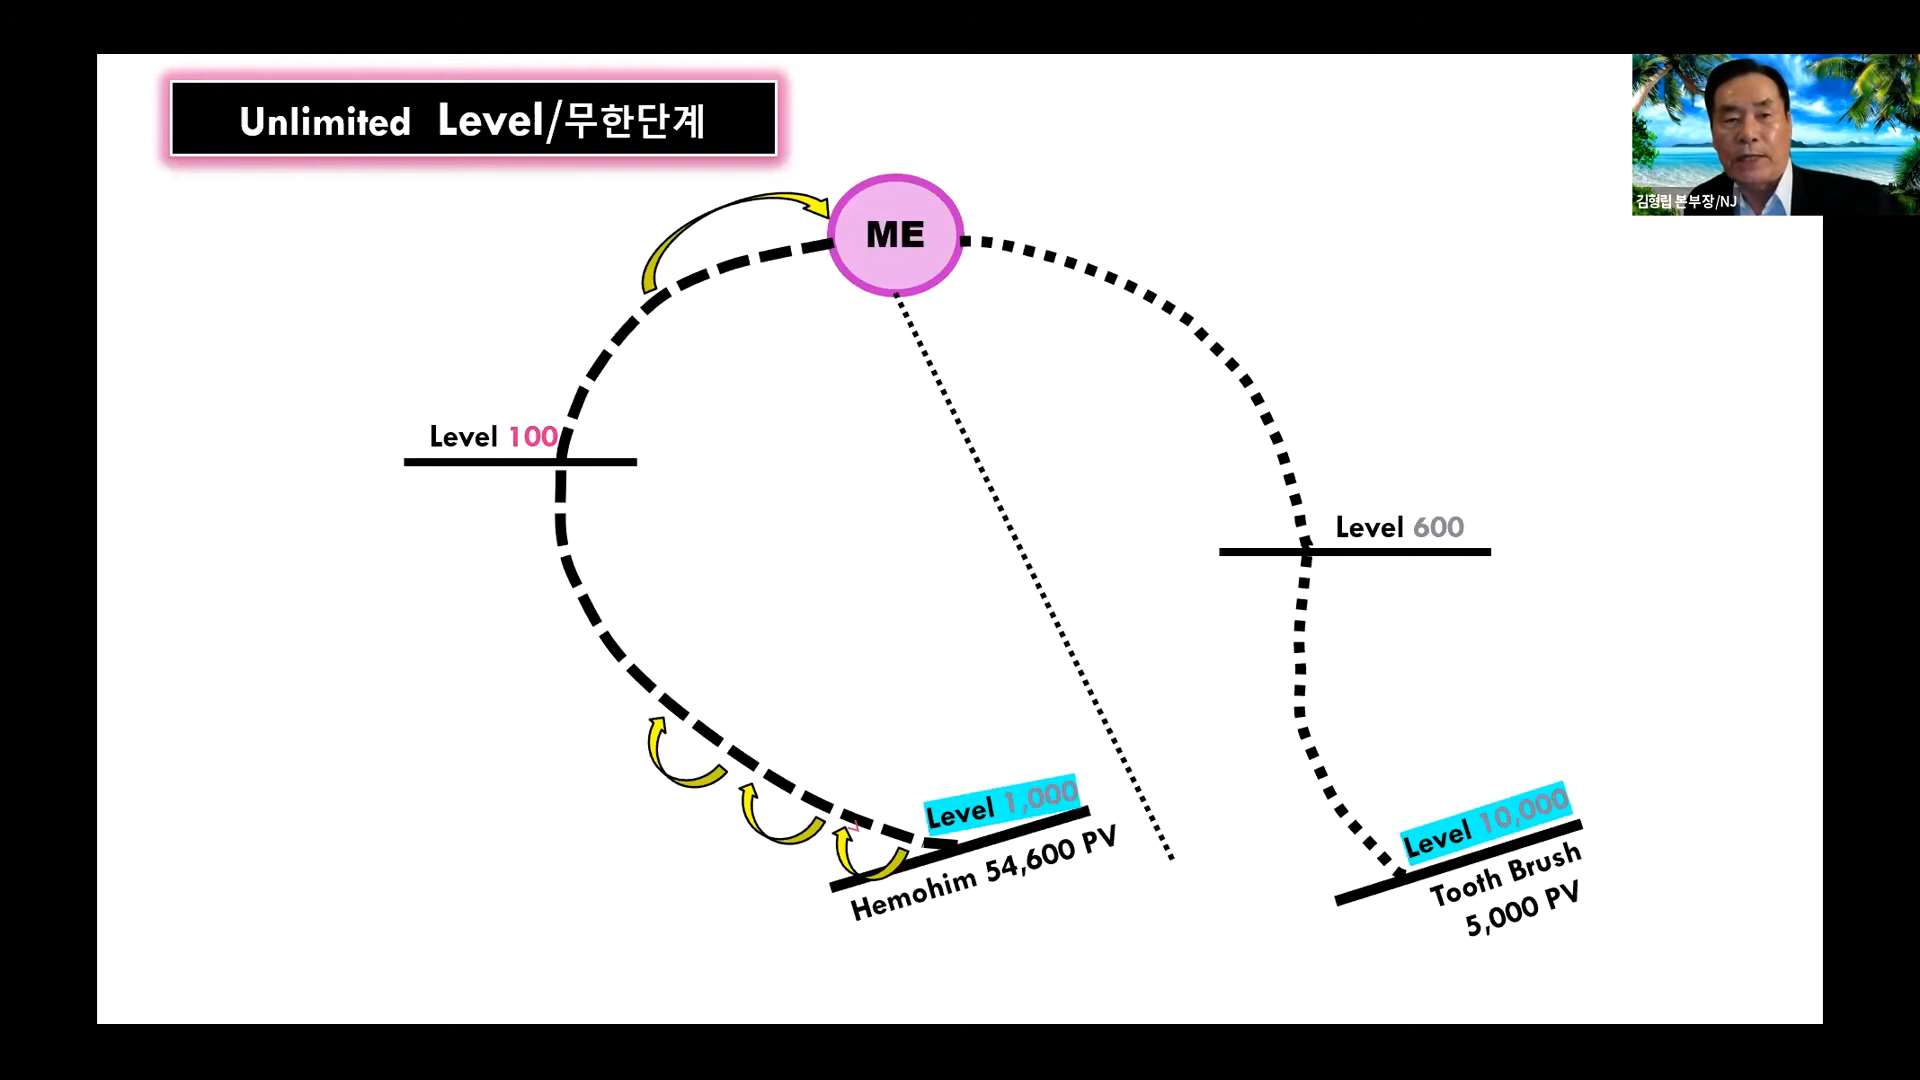 Unlimited Level/무한단계
김형립 본부장/NJ
ME
Level 100
Level 600
Level 1,000
Hemohim 54,600 PV
Level 10,000
Tooth Brush
5,000 PV